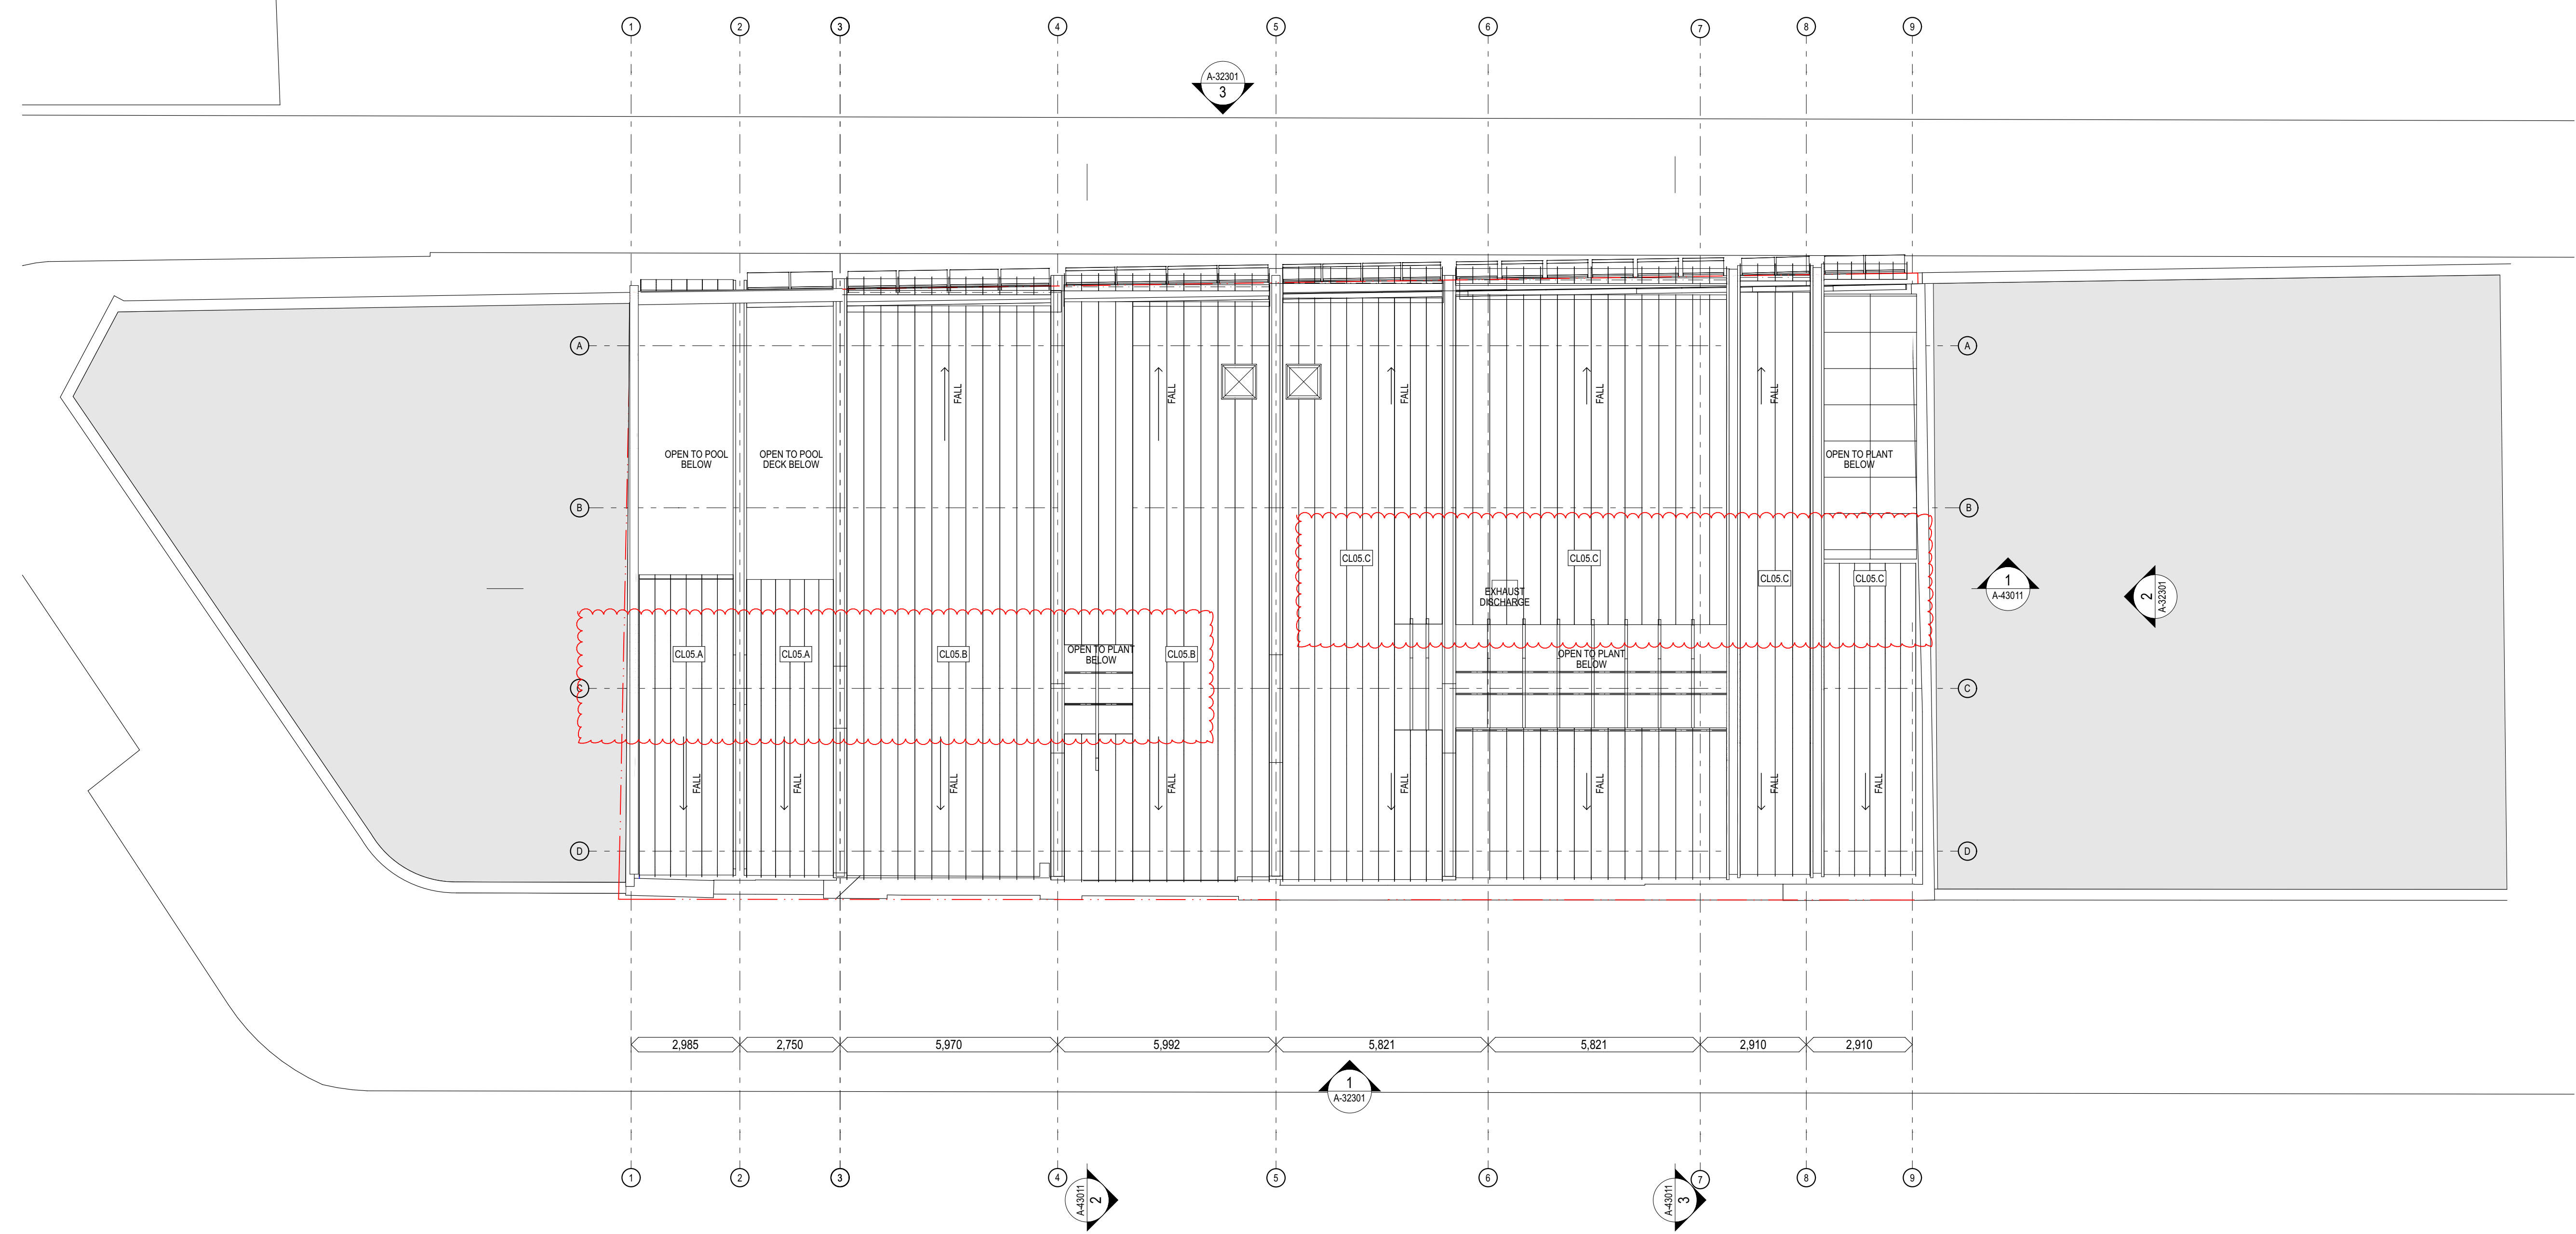 1 2 3 4 5 6 7 8 9
A-32301
3
A A
FALL FALL FALL FALL FALL
OPEN TO POOL
BELOW
OPEN TO POOL
DECK BELOW
OPEN TO PLANT
BELOW
B B
CL05.C CL05.C CL05.C CL05.C
EXHAUST
DISCHARGE
1
A-43011
2
A-32301
CL05.A CL05.A CL05.B
OPEN TO PLANT
BELOW
CL05.B
OPEN TO PLANT
BELOW
C C
FALL FALL FALL FALL FALL FALL FALL FALL
D D
2,985 2,750 5,970 5,992 5,821 5,821 2,910 2,910
1
A-32301
1 2 3 4 5 6 7 8 9
A-43011
2
A-43011
3